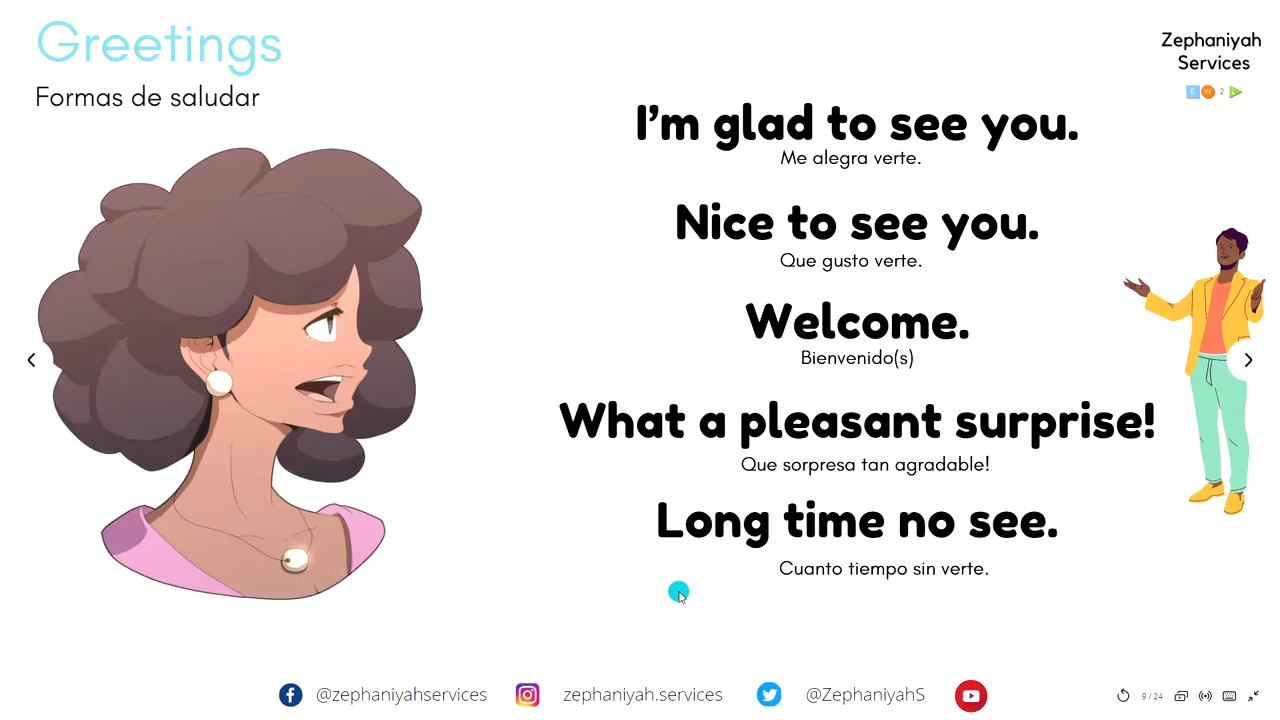 Greetings
Formas de saludar
Zephaniyah
Services
E W 2 L
I'm glad to see you.
Me alegra verte.
Nice to see you.
Que gusto verte.
Welcome.
Bienvenido(s)
What a pleasant surprise!
Que sorpresa tan agradable!
Long time no see.
Cuanto tiempo sin verte.
@zephaniyahservices
zephaniyah.services
@ZephaniyahS
9 / 24